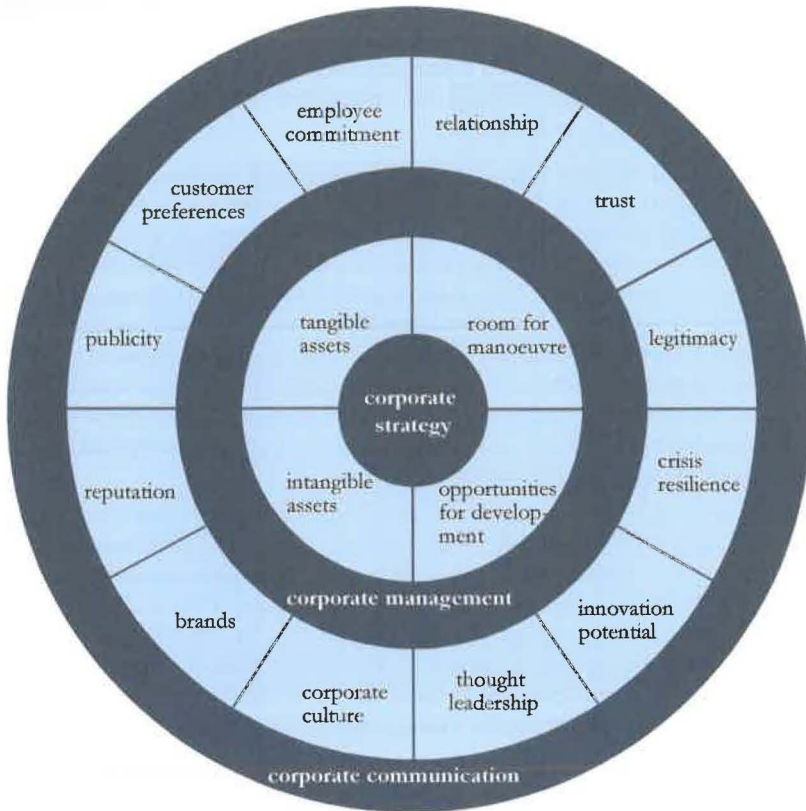 employee
commitment
relationship
trust
legitimacy
crisis
resilience
innovation
potential
thought
leadership
corporate
culture
brands
reputation
publicity
customer
preferences
tangible
assets
room for
manoeuvre
corporate
strategy
intangible
assets
opportunities
for develop-
ment
corporate management
corporate communication